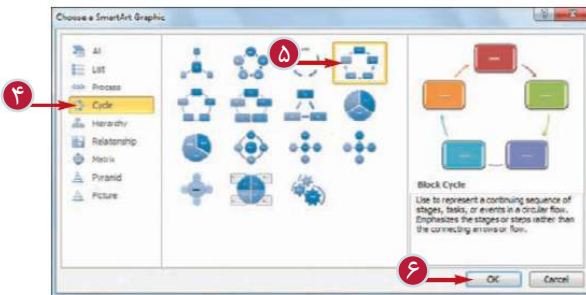 Choose a SmartArt Graphic
All
List
Process
Cycle
Hierarchy
Relationship
Matrix
Pyramid
Picture
۴
۵
Block Cycle
Use to represent a continuing sequence of
stages, tasks, or events in a circular flow.
Emphasizes the stages or steps rather than
the connecting arrows or flow.
۶
OK
Cancel